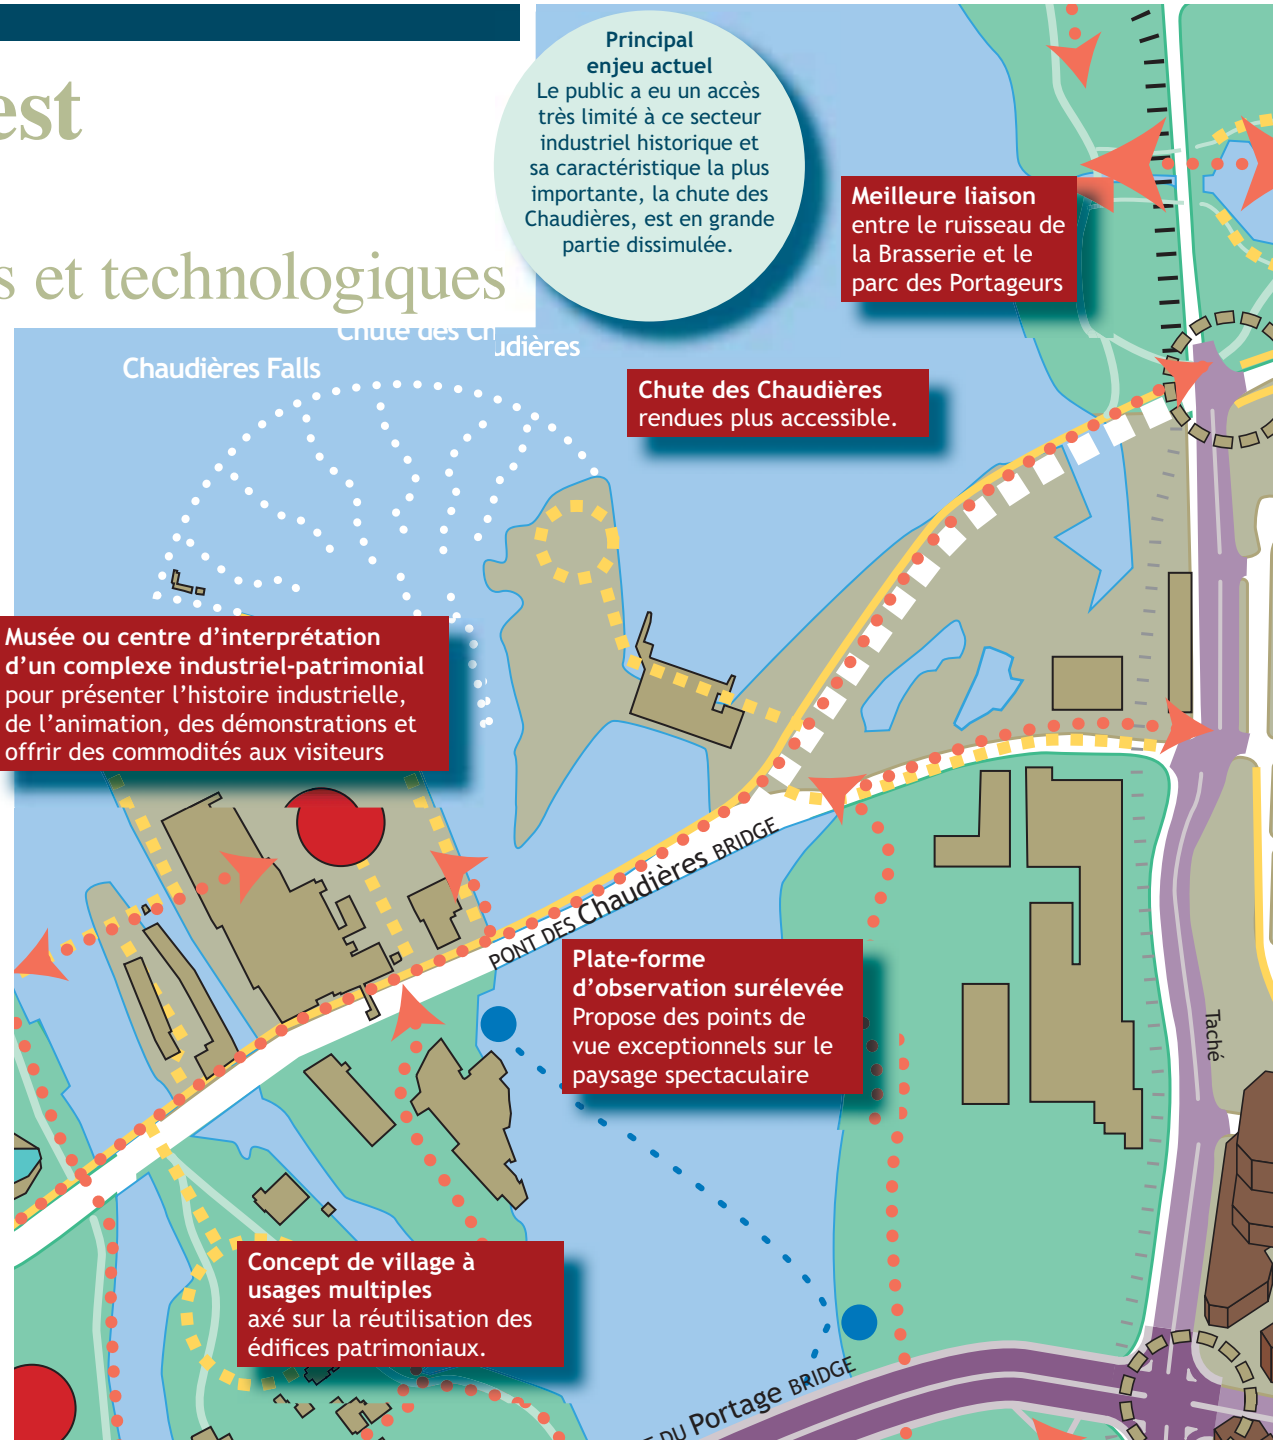 est
s et technologiques
Principal
enjeu actuel
Le public a eu un accès
très limité à ce secteur
industriel historique et
sa caractéristique la plus
importante, la chute des
Chaudières, est en grande
partie dissimulée.
Meilleure liaison
entre le ruisseau de
la Brasserie et le
parc des Portageurs
Chute des Ch
udières
Chaudières Falls
Chute des Chaudières
rendues plus accessible.
Musée ou centre d’interprétation
d’un complexe industriel-patrimonial
pour présenter l’histoire industrielle,
de l’animation, des démonstrations et
offrir des commodités aux visiteurs
PONT DES Chaudières BRIDGE
Plate-forme
d’observation surélevée
Propose des points de
vue exceptionnels sur le
paysage spectaculaire
Taché
Concept de village à
usages multiples
axé sur la réutilisation des
édifices patrimoniaux.
DU Portage BRIDGE